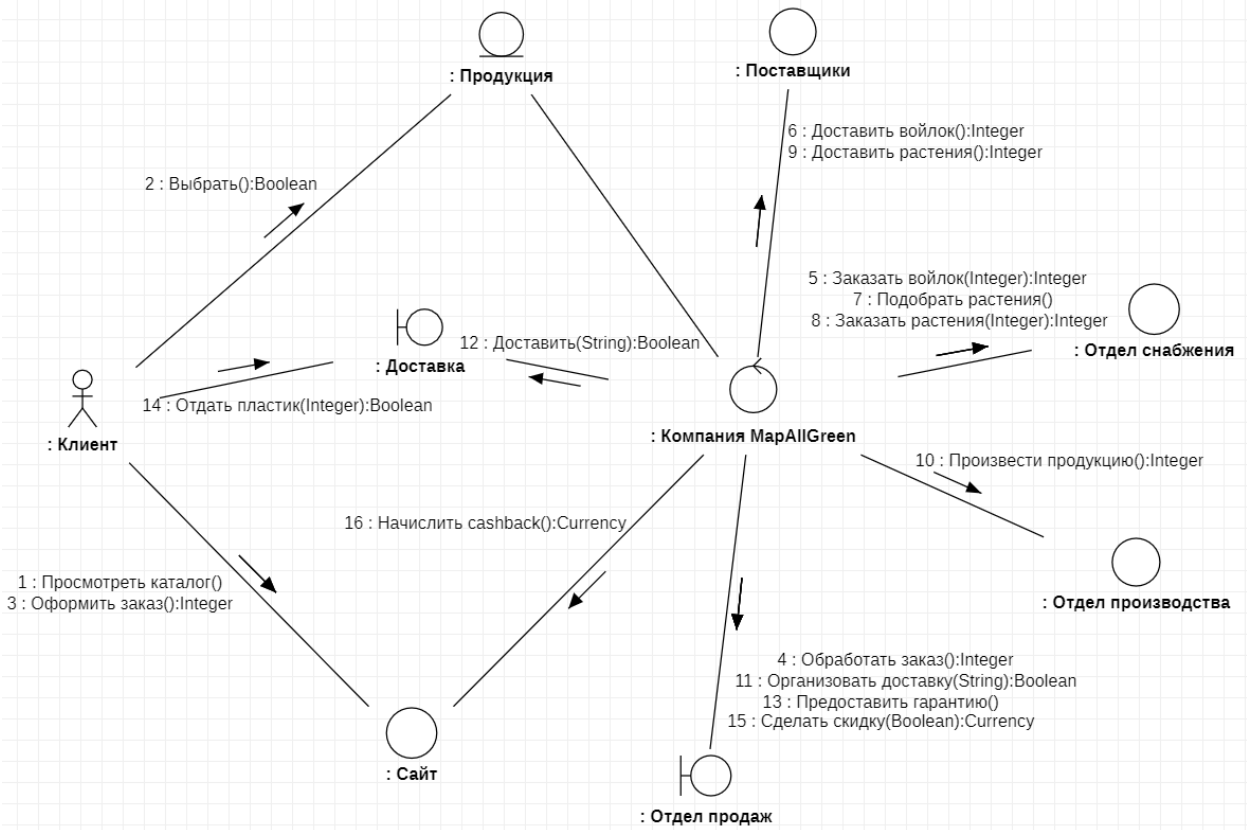 : Продукция
: Поставщики
6 : Доставить войлок():Integer
9 : Доставить растения():Integer
2 : Выбрать():Boolean
5 : Заказать войлок(Integer):Integer
7 : Подобрать растения()
8 : Заказать растения(Integer):Integer
: Отдел снабжения
12 : Доставить(String):Boolean
: Доставка
14 : Отдать пластик(Integer):Boolean
: Клиент
: Компания MapAllGreen
10 : Произвести продукцию():Integer
16 : Начислить cashback():Currency
1 : Просмотреть каталог()
3 : Оформить заказ():Integer
: Отдел производства
4 : Обработать заказ():Integer
11 : Организовать доставку(String):Boolean
13 : Предоставить гарантию()
15 : Сделать скидку(Boolean):Currency
: Сайт
: Отдел продаж